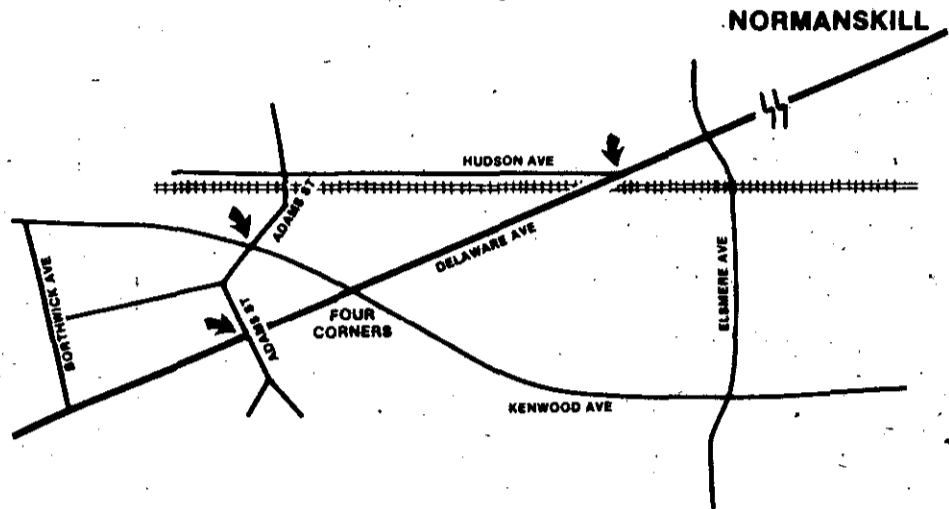 NORMANSKILL
HUDSON AVE
ADAMS ST
DELAWARE AVE
BORTHWICK AVE
ELSMERE AVE
ADAMS ST
FOUR
CORNERS
KENWOOD AVE